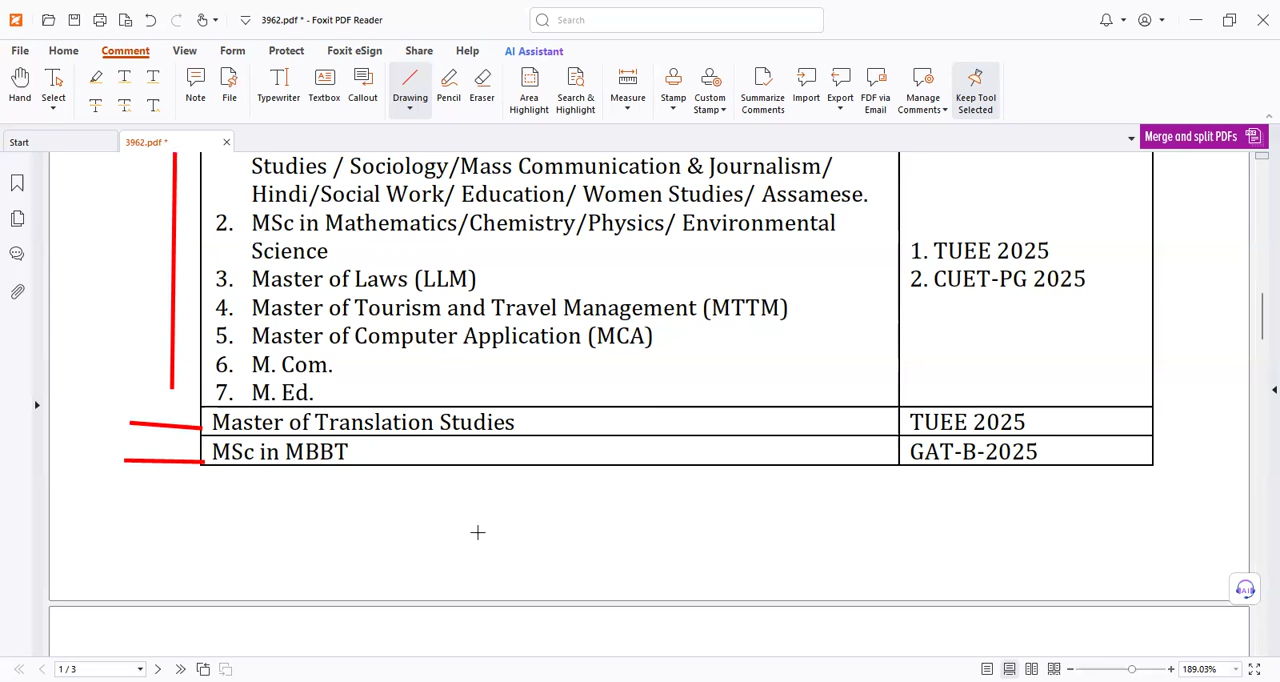 3962.pdf * - Foxit PDF Reader
Search
File Home Comment View Form Protect Foxit eSign Share Help AI Assistant
Hand Select Note File Typewriter Textbox Callout Drawing Pencil Eraser Area Highlight Search & Highlight Measure Stamp Custom Stamp Summarize Comments Import Export PDF via Email Manage Comments Keep Tool Selected
Start 3962.pdf * Merge and split PDFs
Studies / Sociology/Mass Communication & Journalism/
Hindi/Social Work/ Education/ Women Studies/ Assamese.
2. MSc in Mathematics/Chemistry/Physics/ Environmental
Science
3. Master of Laws (LLM)
4. Master of Tourism and Travel Management (MTTM)
5. Master of Computer Application (MCA)
6. M. Com.
7. M. Ed.
1. TUEE 2025
2. CUET-PG 2025
Master of Translation Studies TUEE 2025
MSc in MBBT GAT-B-2025
AI
1 / 3 189.03%